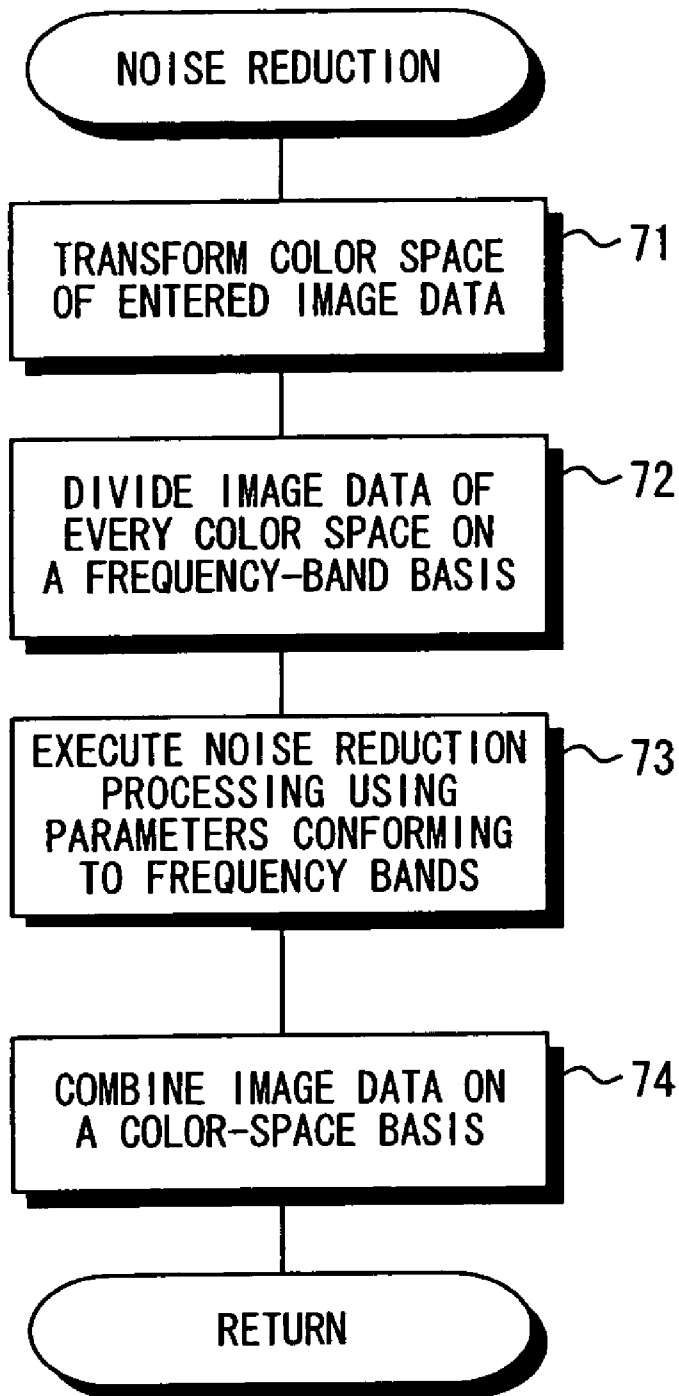 NOISE REDUCTION
TRANSFORM COLOR SPACE
OF ENTERED IMAGE DATA
71
DIVIDE IMAGE DATA OF
EVERY COLOR SPACE ON
A FREQUENCY-BAND BASIS
72
EXECUTE NOISE REDUCTION
PROCESSING USING
PARAMETERS CONFORMING
TO FREQUENCY BANDS
73
COMBINE IMAGE DATA ON
A COLOR-SPACE BASIS
74
RETURN